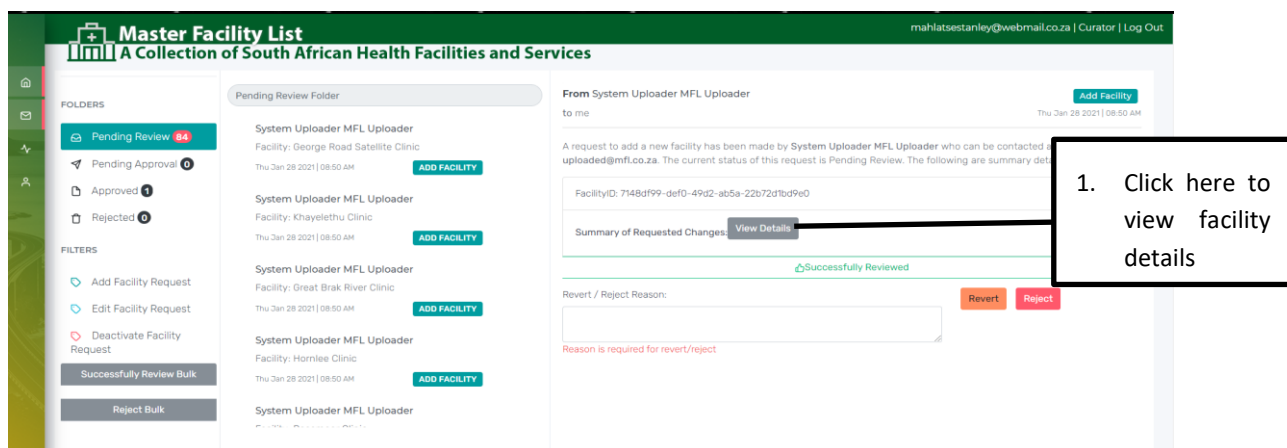 Master Facility List
A Collection of South African Health Facilities and Services
mahlatsestanley@webmail.co.za | Curator | Log Out
FOLDERS
Pending Review 84
Pending Approval 0
Approved 1
Rejected 0
FILTERS
Add Facility Request
Edit Facility Request
Deactivate Facility
Request
Successfully Review Bulk
Reject Bulk
Pending Review Folder
System Uploader MFL Uploader
Facility: George Road Satellite Clinic
Thu Jan 28 2021 | 08:50 AM ADD FACILITY
System Uploader MFL Uploader
Facility: Khayelethu Clinic
Thu Jan 28 2021 | 08:50 AM ADD FACILITY
System Uploader MFL Uploader
Facility: Great Brak River Clinic
Thu Jan 28 2021 | 08:50 AM ADD FACILITY
System Uploader MFL Uploader
Facility: Hornlee Clinic
Thu Jan 28 2021 | 08:50 AM ADD FACILITY
System Uploader MFL Uploader
From System Uploader MFL Uploader Add Facility
to me Thu Jan 28 2021 | 08:50 AM
A request to add a new facility has been made by System Uploader MFL Uploader who can be contacted
uploaded@mfl.co.za. The current status of this request is Pending Review. The following are summary
FacilityID: 7148df99-def0-49d2-ab5a-22b72d1bd9e0
Summary of Requested Changes: View Details
Successfully Reviewed
Revert / Reject Reason: Revert Reject
Reason is required for revert/reject
1. Click here to
view facility
details